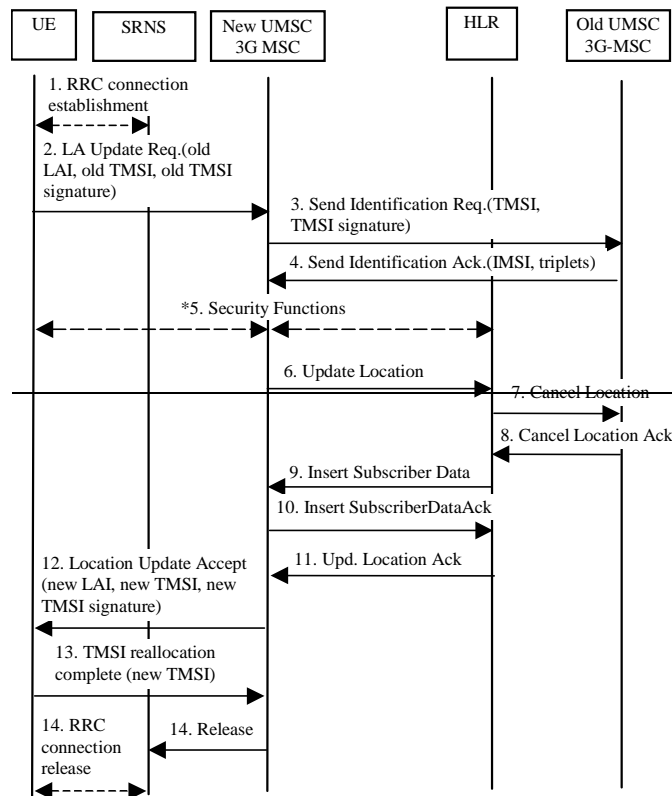 UE
SRNS
New UMSC
3G MSC
HLR
Old UMSC
3G-MSC
1. RRC connection
establishment
2. LA Update Req.(old
LAI, old TMSI, old TMSI
signature)
3. Send Identification Req.(TMSI,
TMSI signature)
4. Send Identification Ack.(IMSI, triplets)
*5. Security Functions
6. Update Location
7. Cancel Location
8. Cancel Location Ack
9. Insert Subscriber Data
10. Insert SubscriberDataAck
11. Upd. Location Ack
12. Location Update Accept
(new LAI, new TMSI, new
TMSI signature)
13. TMSI reallocation
complete (new TMSI)
14. RRC
connection
release
14. Release